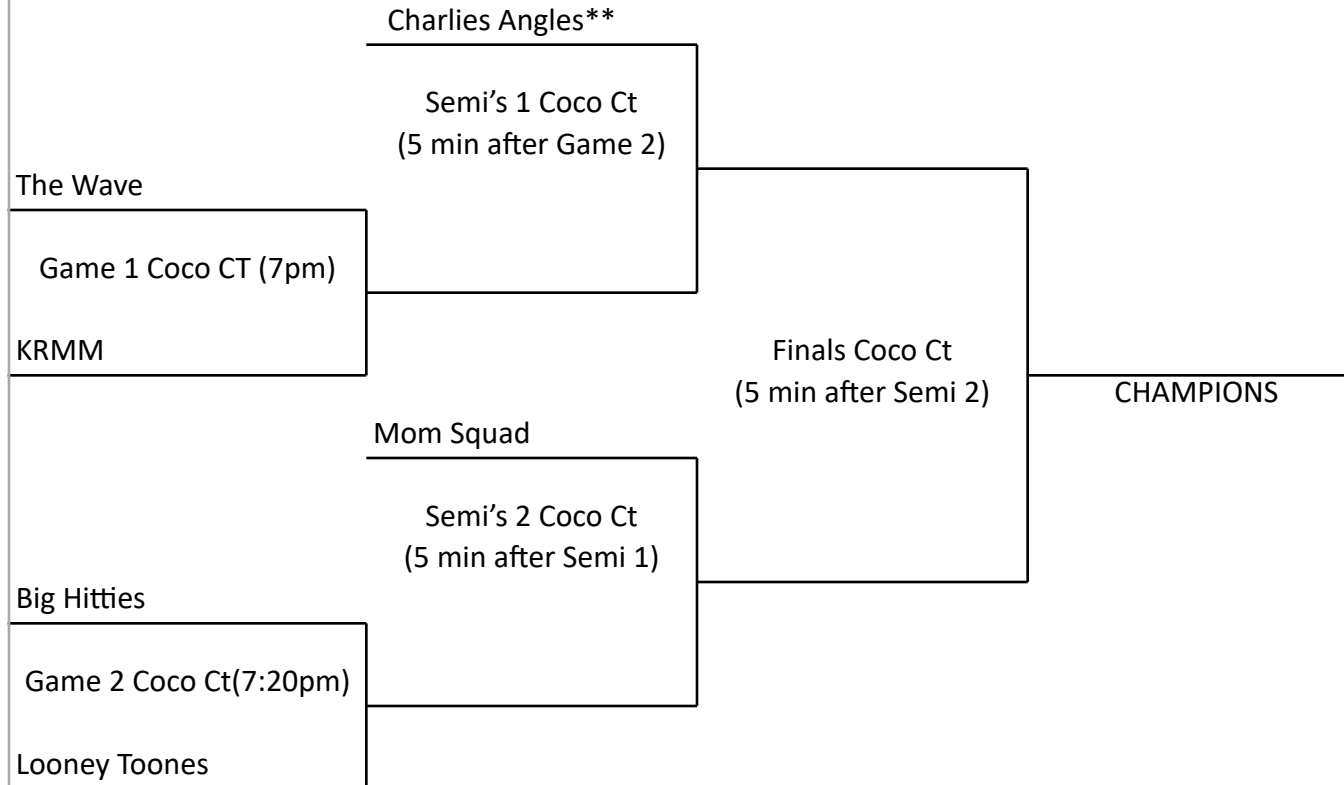 Charlies Angles**
Semi’s 1 Coco Ct
(5 min after Game 2)
The Wave
Game 1 Coco CT (7pm)
KRMM
Finals Coco Ct
(5 min after Semi 2)
CHAMPIONS
Mom Squad
Semi’s 2 Coco Ct
(5 min after Semi 1)
Big Hitties
Game 2 Coco Ct(7:20pm)
Looney Toones